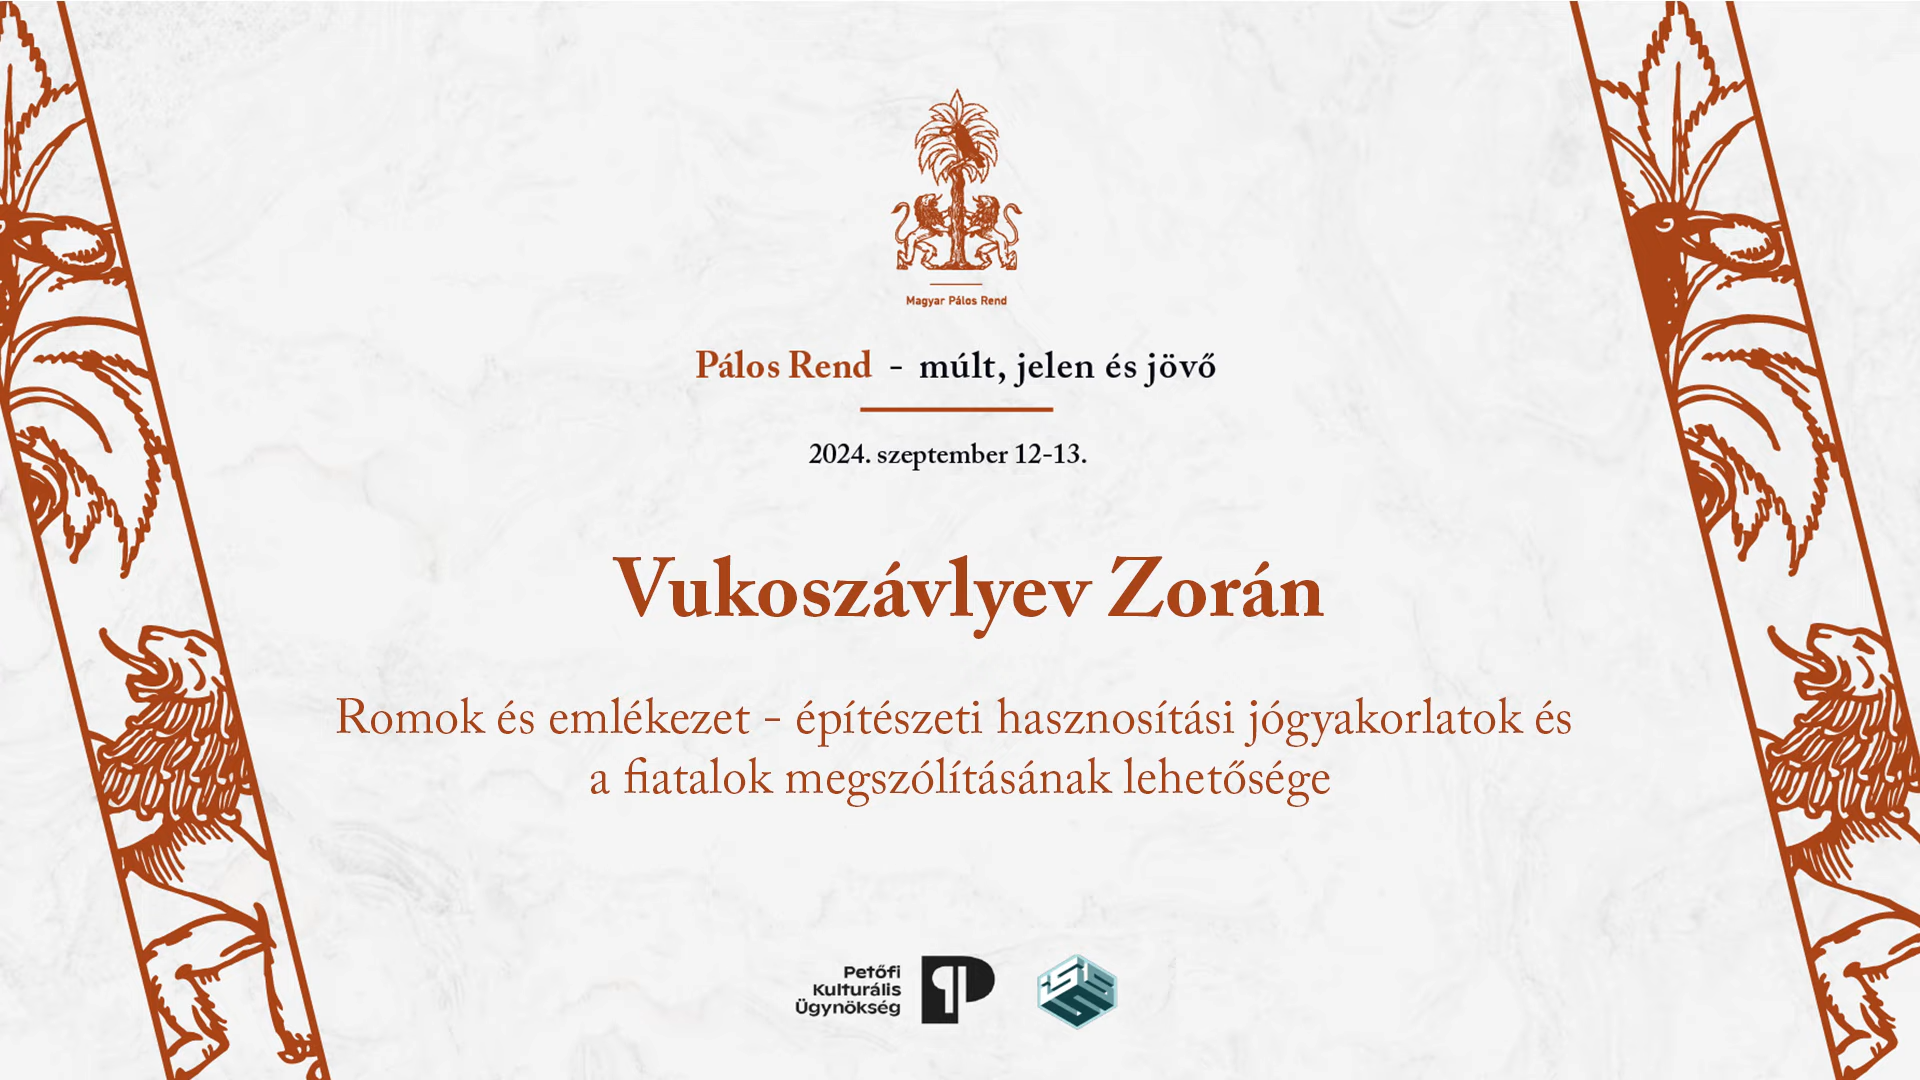 Magyar Pálos Rend
Pálos Rend - múlt, jelen és jövő
2024. szeptember 12-13.
Vukoszávlyev Zorán
Romok és emlékezet - építészeti hasznosítási jógyakorlatok és
a fiatalok megszólításának lehetősége
Petőfi
Kulturális
Ügynökség